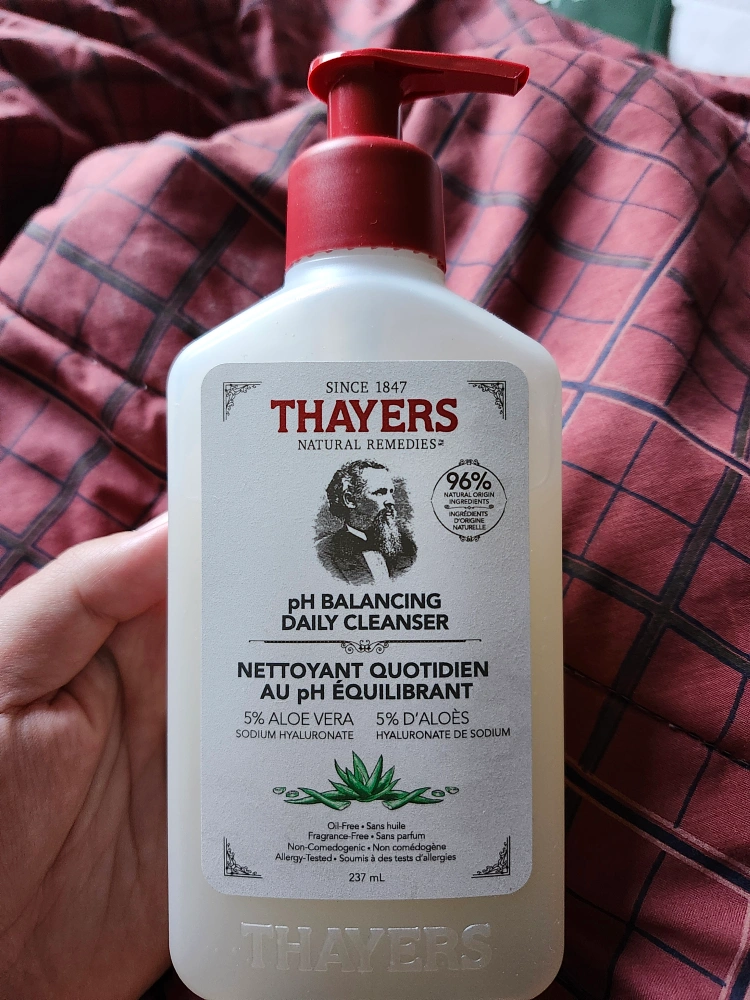 SINCE 1847
THAYERS
NATURAL REMEDIES
96%
NATURAL ORIGIN
INGREDIENTS
INGRÉDIENTS
D'ORIGINE
NATURELLE
pH BALANCING
DAILY CLEANSER
NETTOYANT QUOTIDIEN
AU pH ÉQUILIBRANT
5% ALOE VERA
SODIUM HYALURONATE
5% D'ALOÈS
HYALURONATE DE SODIUM
Oil-Free • Sans huile
Fragrance-Free • Sans parfum
Non-Comedogenic • Non comédogène
Allergy-Tested • Soumis à des tests d'allergies
237 mL
THAYERS